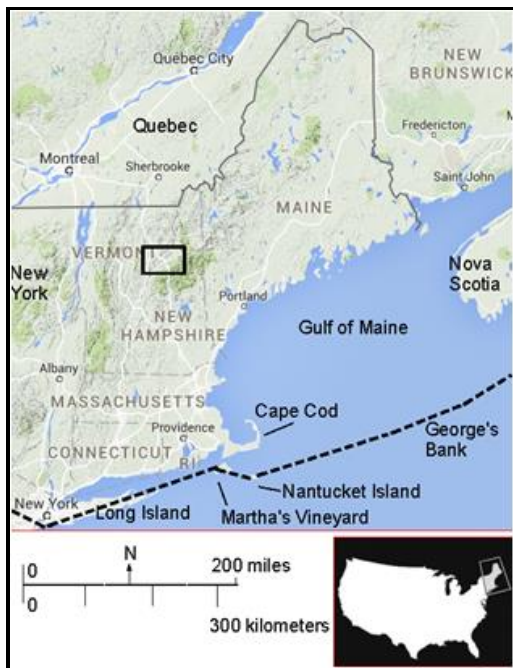 Quebec City
NEW
BRUNSWICK
Quebec
Fredericton
Montreal
Sherbrooke
Saint John
MAINE
VERMONT
New
York
Nova
Scotia
Portland
NEW
HAMPSHIRE
Gulf of Maine
Albany
MASSACHUSETTS
Cape Cod
Providence
George's
Bank
CONNECTICUT
RI
Nantucket Island
New York
Long Island
Martha's Vineyard
N
0
200 miles
0
300 kilometers